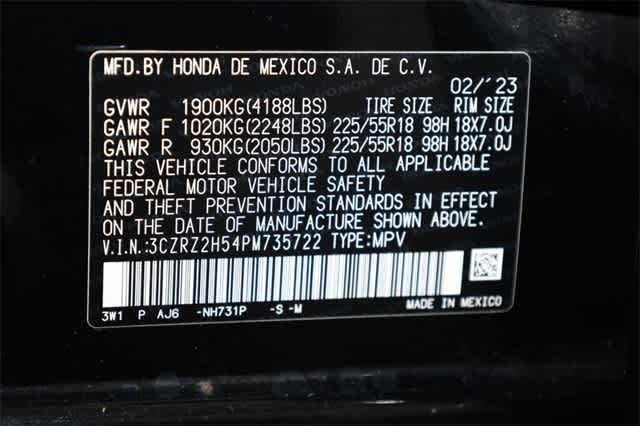 MFD.BY HONDA DE MEXICO S.A. DE C.V.
02/'23
GVWR 1900KG(4188LBS) TIRE SIZE RIM SIZE
GAWR F 1020KG(2248LBS) 225/55R18 98H 18X7.0J
GAWR R 930KG(2050LBS) 225/55R18 98H 18X7.0J
THIS VEHICLE CONFORMS TO ALL APPLICABLE
FEDERAL MOTOR VEHICLE SAFETY
AND THEFT PREVENTION STANDARDS IN EFFECT
ON THE DATE OF MANUFACTURE SHOWN ABOVE.
V.I.N.:3CZRZ2H54PM735722 TYPE:MPV
3W1 P AJ6 -NH731P -S -M MADE IN MEXICO